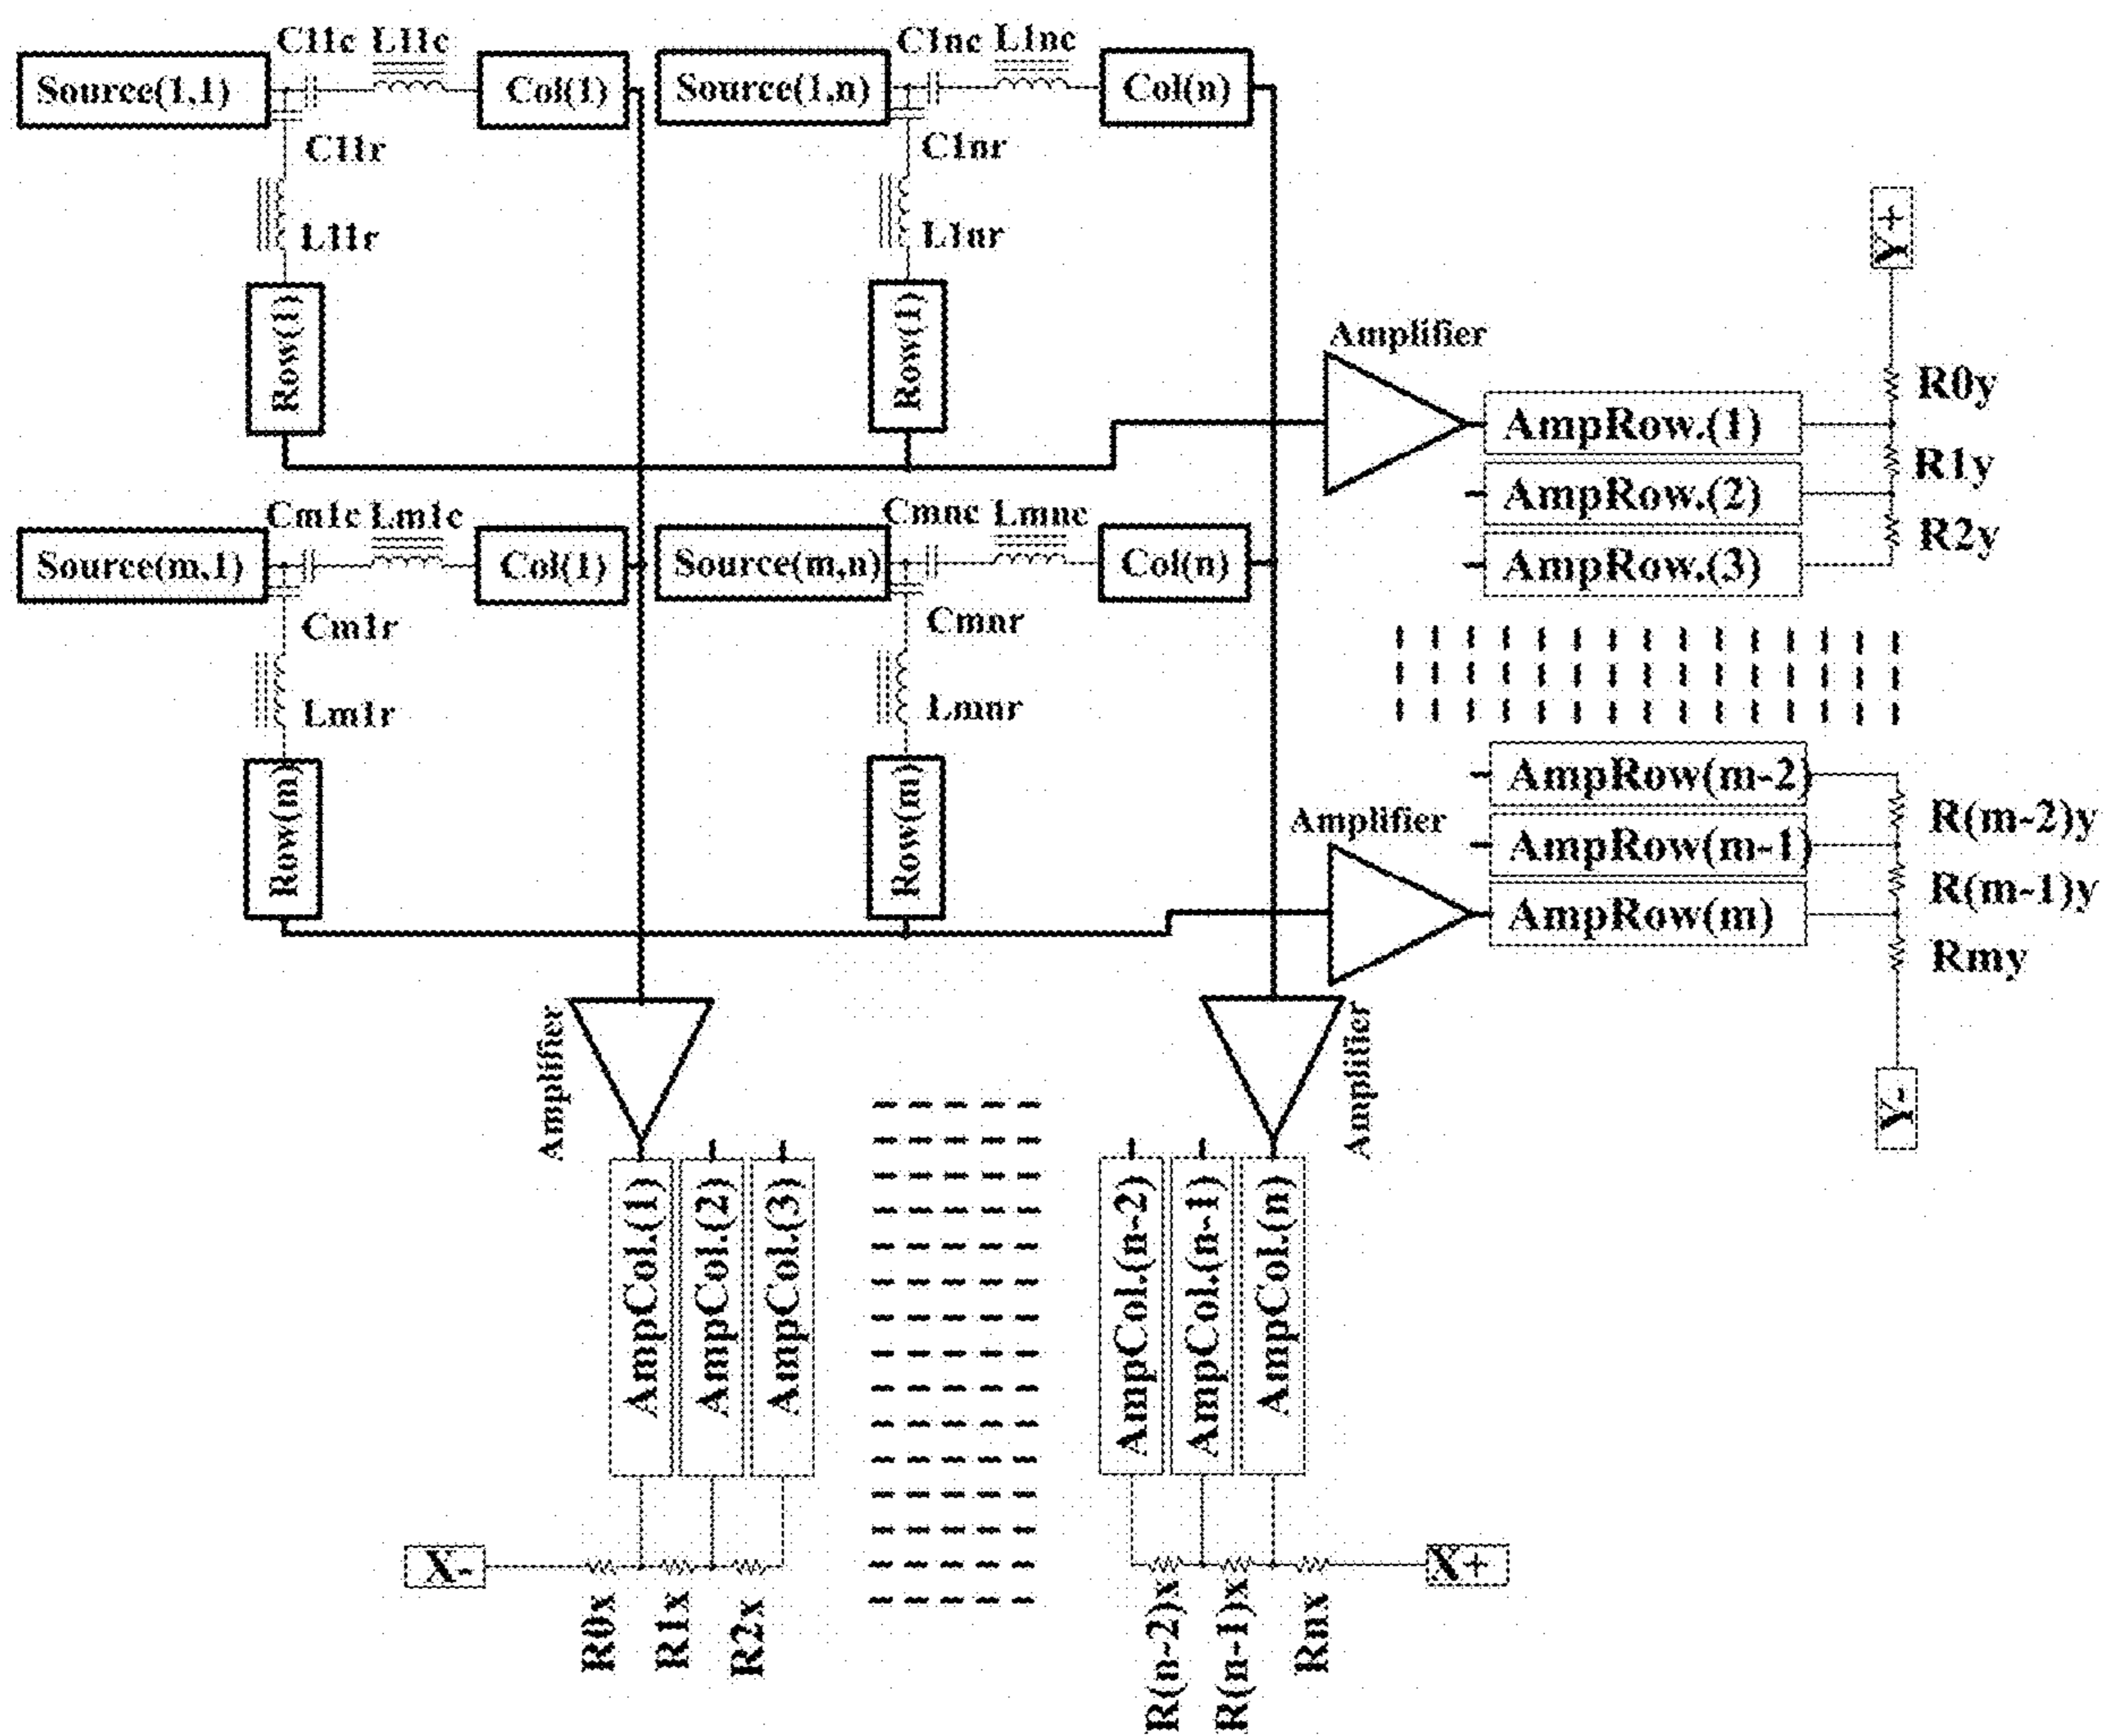 C11c L11c
C1nc L1nc
Source(1,1)
Col(1)
Source(1,n)
Col(n)
C11r
C1nr
L11r
L1nr
Row(1)
Row(1)
Y+
Amplifier
R0y
AmpRow.(1)
R1y
AmpRow.(2)
R2y
AmpRow.(3)
Cm1c Lm1c
Cmnc Lmnc
Source(m,1)
Col(1)
Source(m,n)
Col(n)
Cm1r
Cmnr
Lm1r
Lmnr
Row(m)
Row(m)
AmpRow(m-2)
R(m-2)y
Amplifier
AmpRow(m-1)
R(m-1)y
AmpRow(m)
Rmy
Y-
Amplifier
Amplifier
AmpCol.(1)
AmpCol.(2)
AmpCol.(3)
AmpCol.(n-2)
AmpCol.(n-1)
AmpCol.(n)
X-
X+
R0x
R1x
R2x
R(n-2)x
R(n-1)x
Rnx